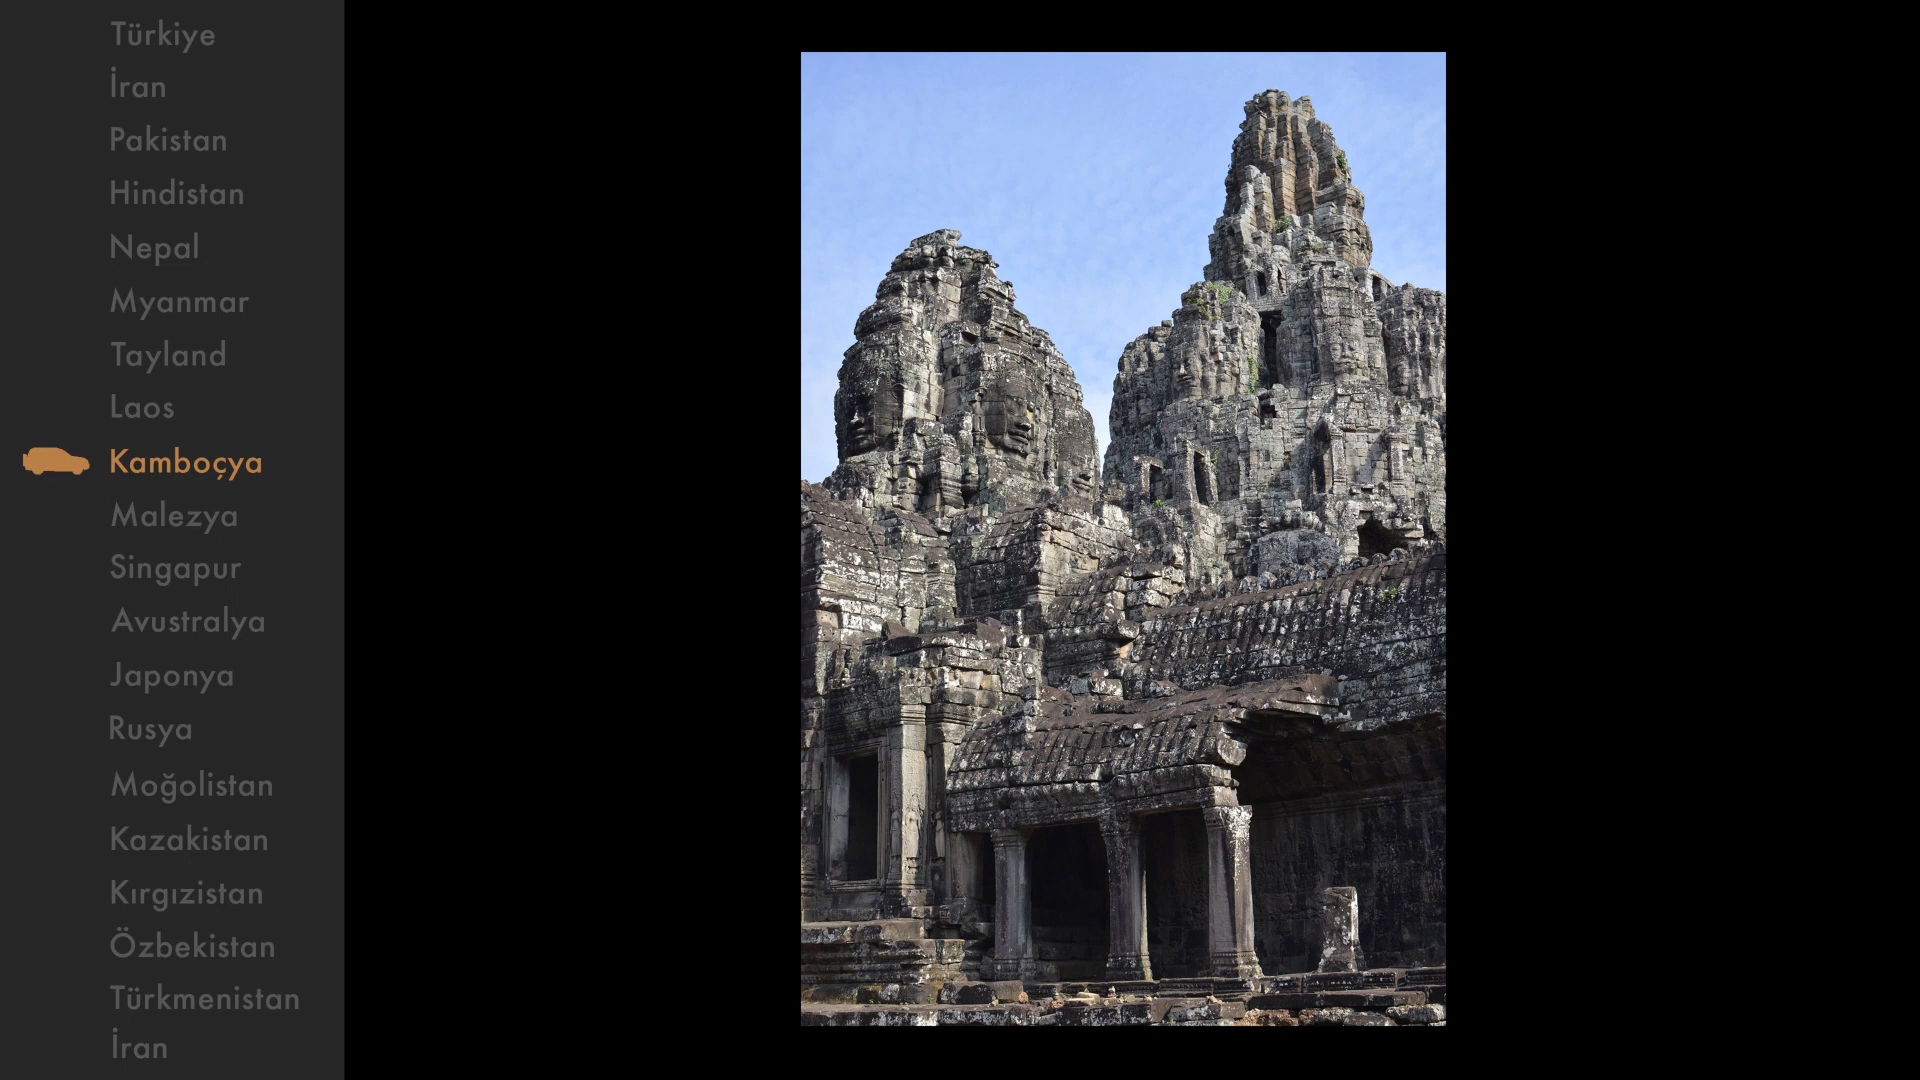 Türkiye
İran
Pakistan
Hindistan
Nepal
Myanmar
Tayland
Laos
Kamboçya
Malezya
Singapur
Avustralya
Japonya
Rusya
Moğolistan
Kazakistan
Kırgızistan
Özbekistan
Türkmenistan
İran